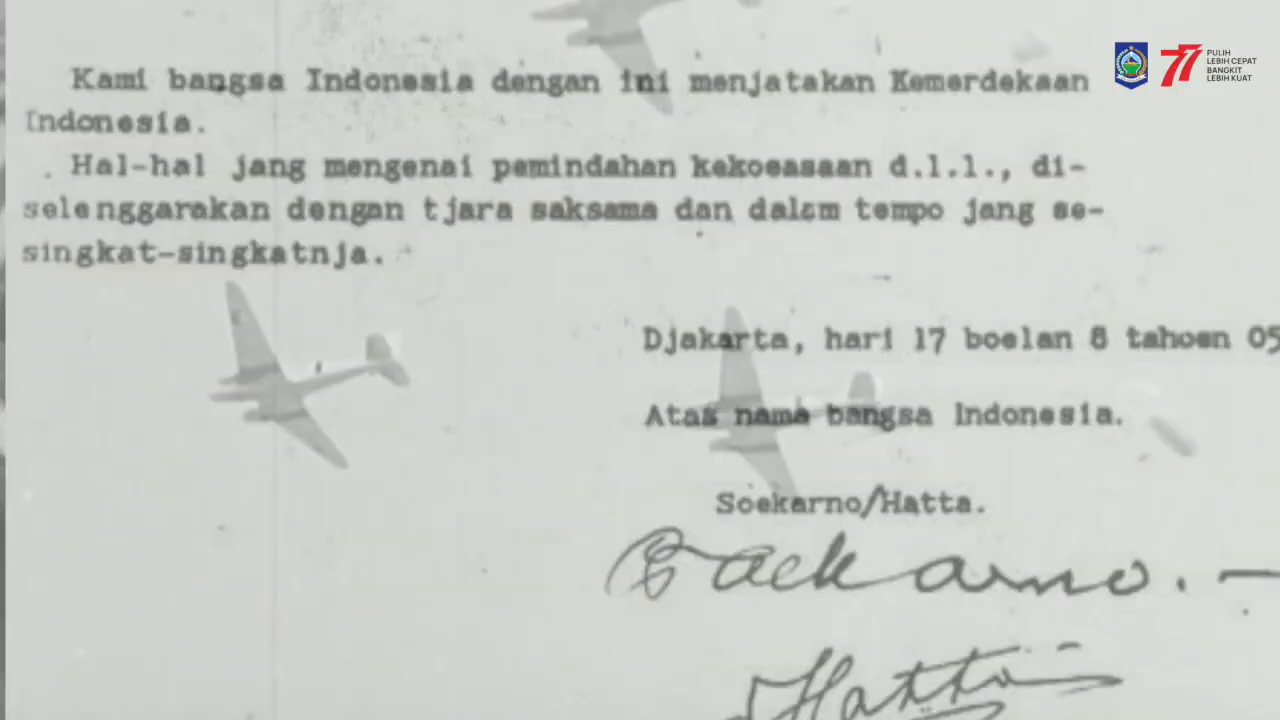 Kami bangsa Indonesia dengan ini menjatakan Kemerdekaan
Indonesia.
Hal-hal jang mengenai pemindahan kekoeasaan d.l.l., di-
selenggarakan dengan tjara saksama dan dalam tempo jang se-
singkat-singkatnja.
Djakarta, hari 17 boelan 8 tahoen 05
Atas nama bangsa Indonesia.
Soekarno/Hatta.
Soekarno.-
Hatta
77
PULIH
LEBIH CEPAT
BANGKIT
LEBIH KUAT